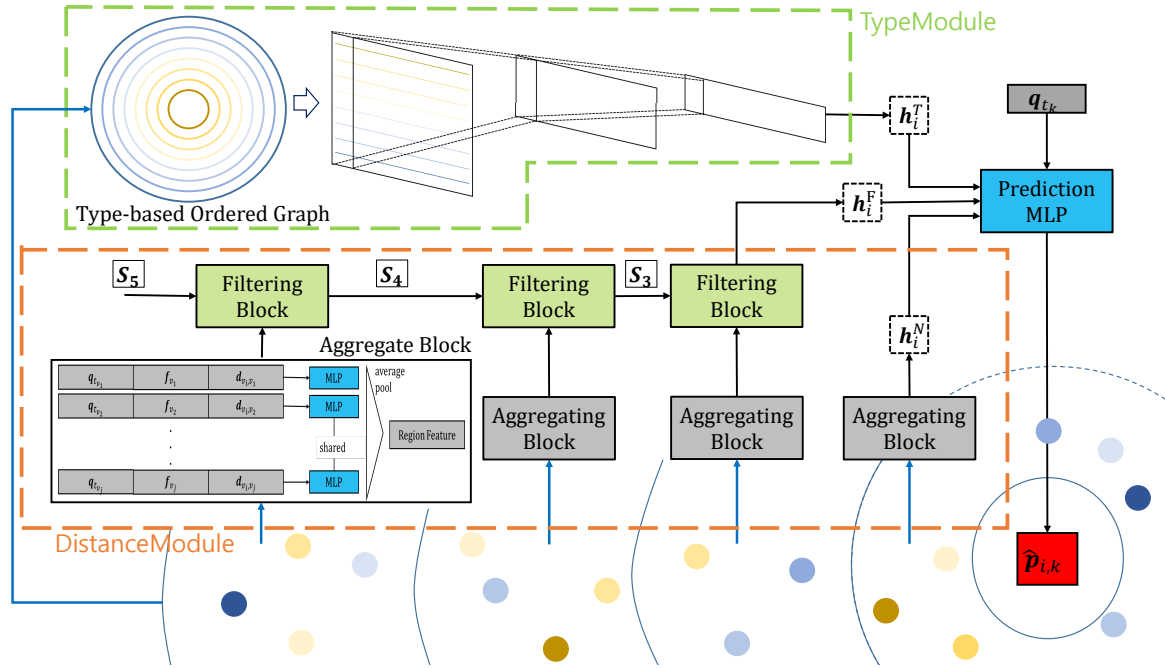 TypeModule
Type-based Ordered Graph
h_i^T
q_{t_k}
h_i^F
Prediction
MLP
S_5
Filtering
Block
S_4
Filtering
Block
S_3
Filtering
Block
h_i^N
Aggregate Block
q_{t_{v_1}} f_{v_1} d_{v_i,v_1} MLP
q_{t_{v_2}} f_{v_2} d_{v_i,v_2} MLP
. . .
shared
q_{t_{v_j}} f_{v_j} d_{v_i,v_j} MLP
average
pool
Region Feature
Aggregating
Block
Aggregating
Block
Aggregating
Block
DistanceModule
p̂_{i,k}